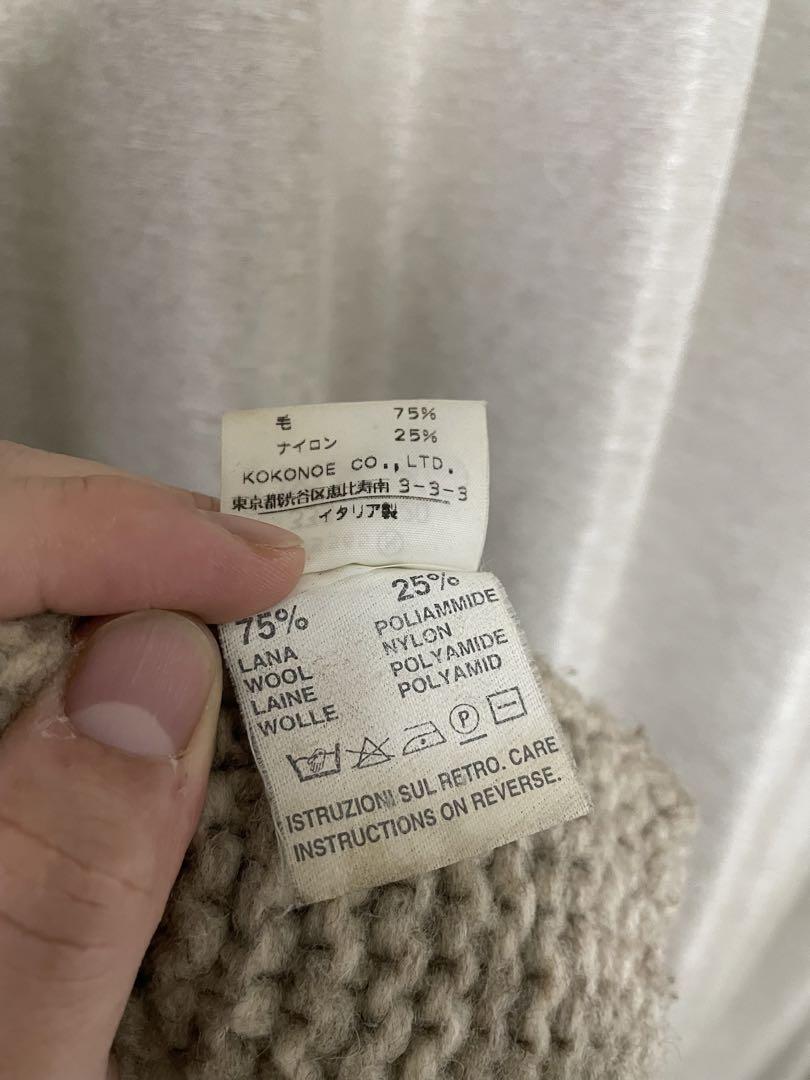 毛 75%
ナイロン 25%
KOKONOE CO.,LTD.
東京都渋谷区恵比寿南 3-3-3
イタリア製
75% 25%
LANA POLIAMMIDE
WOOL NYLON
LAINE POLYAMIDE
WOLLE POLYAMID
P
ISTRUZIONI SUL RETRO. CARE
INSTRUCTIONS ON REVERSE.